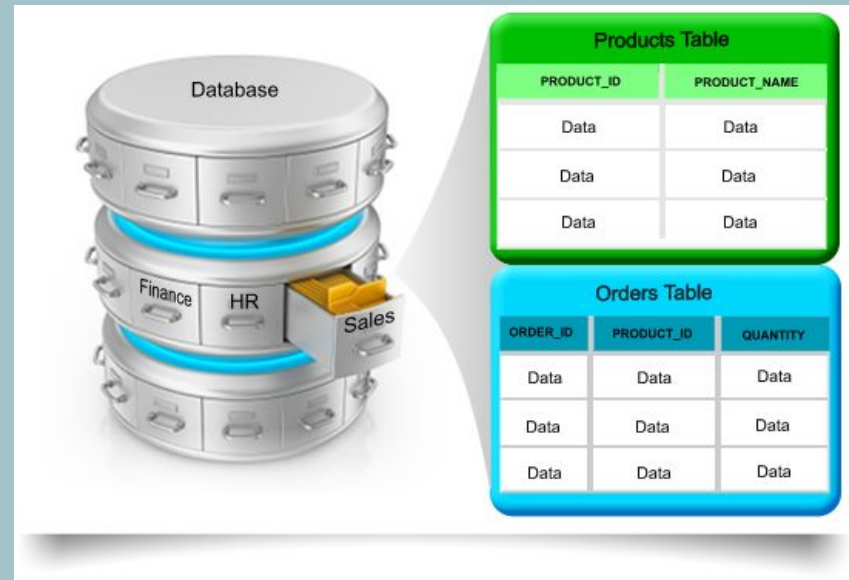 Database
Finance
HR
Sales
Products Table
PRODUCT_ID PRODUCT_NAME
Data Data
Data Data
Data Data
Orders Table
ORDER_ID PRODUCT_ID QUANTITY
Data Data Data
Data Data Data
Data Data Data